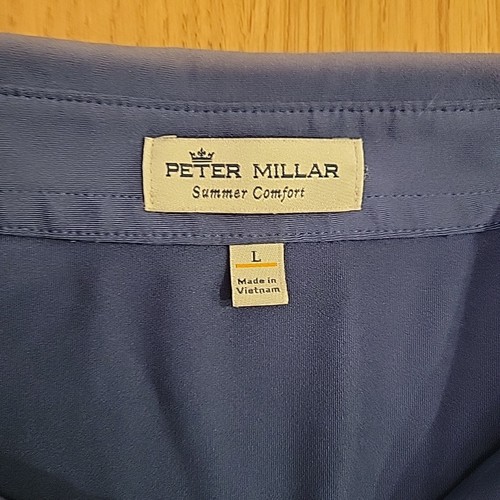 PETER MILLAR
Summer Comfort
L
Made in
Vietnam